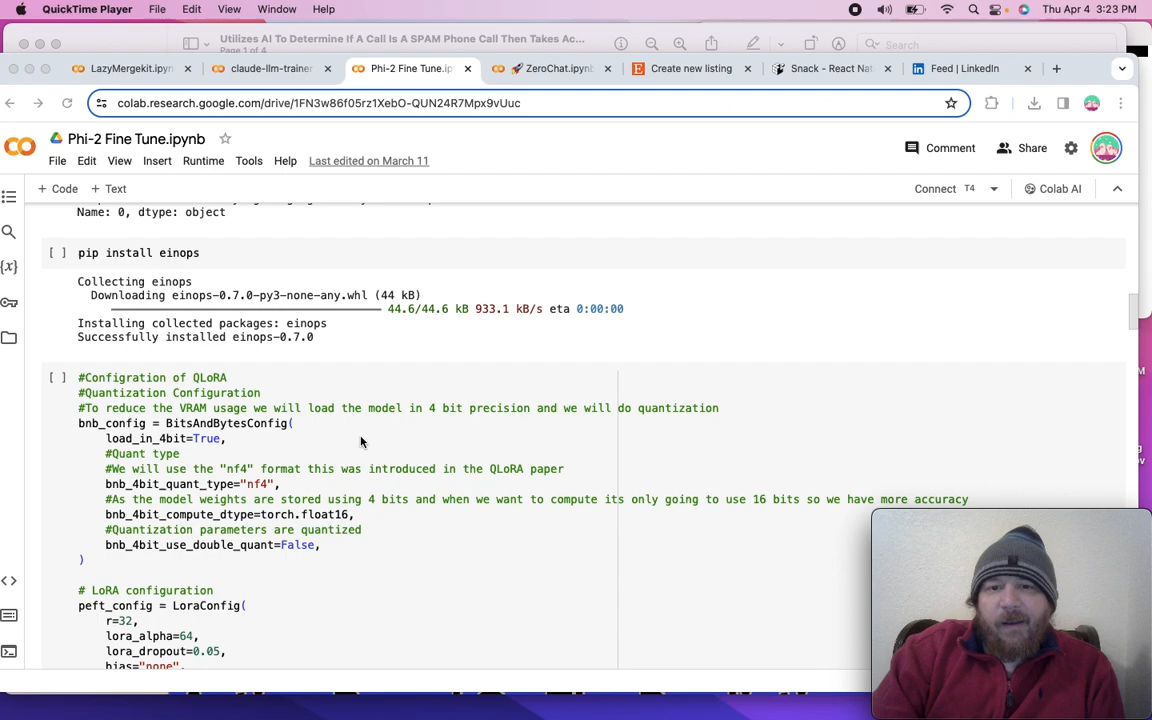 QuickTime Player File Edit View Window Help Thu Apr 4 3:23 PM
Utilizes AI To Determine If A Call Is A SPAM Phone Call Then Takes Ac...
Page 1 of 4
Search
LazyMergekit.ipyn
claude-llm-trainer
Phi-2 Fine Tune.ip
🚀 ZeroChat.ipynb
Create new listing
Snack - React Nat
Feed | LinkedIn
colab.research.google.com/drive/1FN3w86f05rz1XebO-QUN24R7Mpx9vUuc
Phi-2 Fine Tune.ipynb
File Edit View Insert Runtime Tools Help Last edited on March 11
Comment Share
+ Code + Text
Connect T4 Colab AI
Name: 0, dtype: object
[ ] pip install einops
Collecting einops
Downloading einops-0.7.0-py3-none-any.whl (44 kB)
44.6/44.6 kB 933.1 kB/s eta 0:00:00
Installing collected packages: einops
Successfully installed einops-0.7.0
[ ] #Configration of QLoRA
#Quantization Configuration
#To reduce the VRAM usage we will load the model in 4 bit precision and we will do quantization
bnb_config = BitsAndBytesConfig(
load_in_4bit=True,
#Quant type
#We will use the "nf4" format this was introduced in the QLoRA paper
bnb_4bit_quant_type="nf4",
#As the model weights are stored using 4 bits and when we want to compute its only going to use 16 bits so we have more accuracy
bnb_4bit_compute_dtype=torch.float16,
#Quantization parameters are quantized
bnb_4bit_use_double_quant=False,
)
# LoRA configuration
peft_config = LoraConfig(
r=32,
lora_alpha=64,
lora_dropout=0.05,
bias="none",